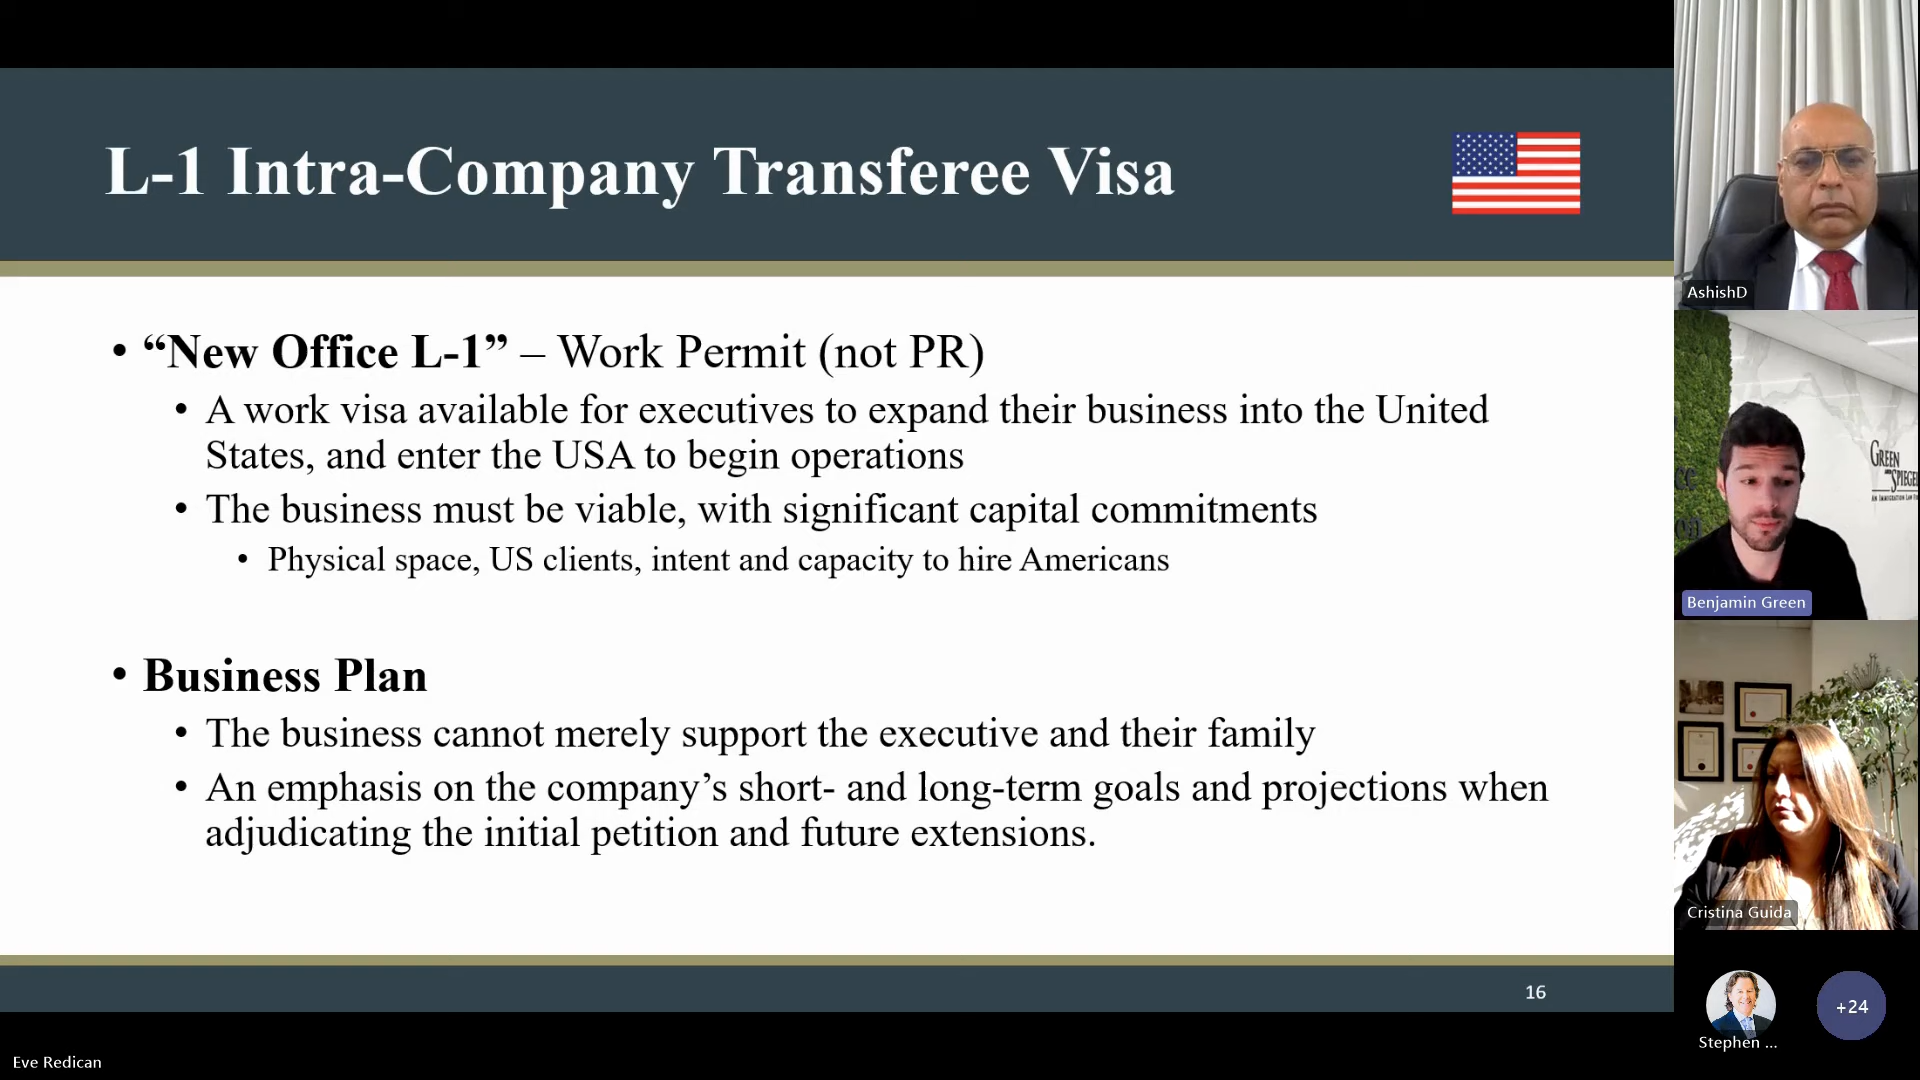 L-1 Intra-Company Transferee Visa
• “New Office L-1” – Work Permit (not PR)
• A work visa available for executives to expand their business into the United
States, and enter the USA to begin operations
• The business must be viable, with significant capital commitments
• Physical space, US clients, intent and capacity to hire Americans
• Business Plan
• The business cannot merely support the executive and their family
• An emphasis on the company’s short- and long-term goals and projections when
adjudicating the initial petition and future extensions.
16
Eve Redican
AshishD
GREEN
AND SPIEGEL
Benjamin Green
Cristina Guida
Stephen ...
+24